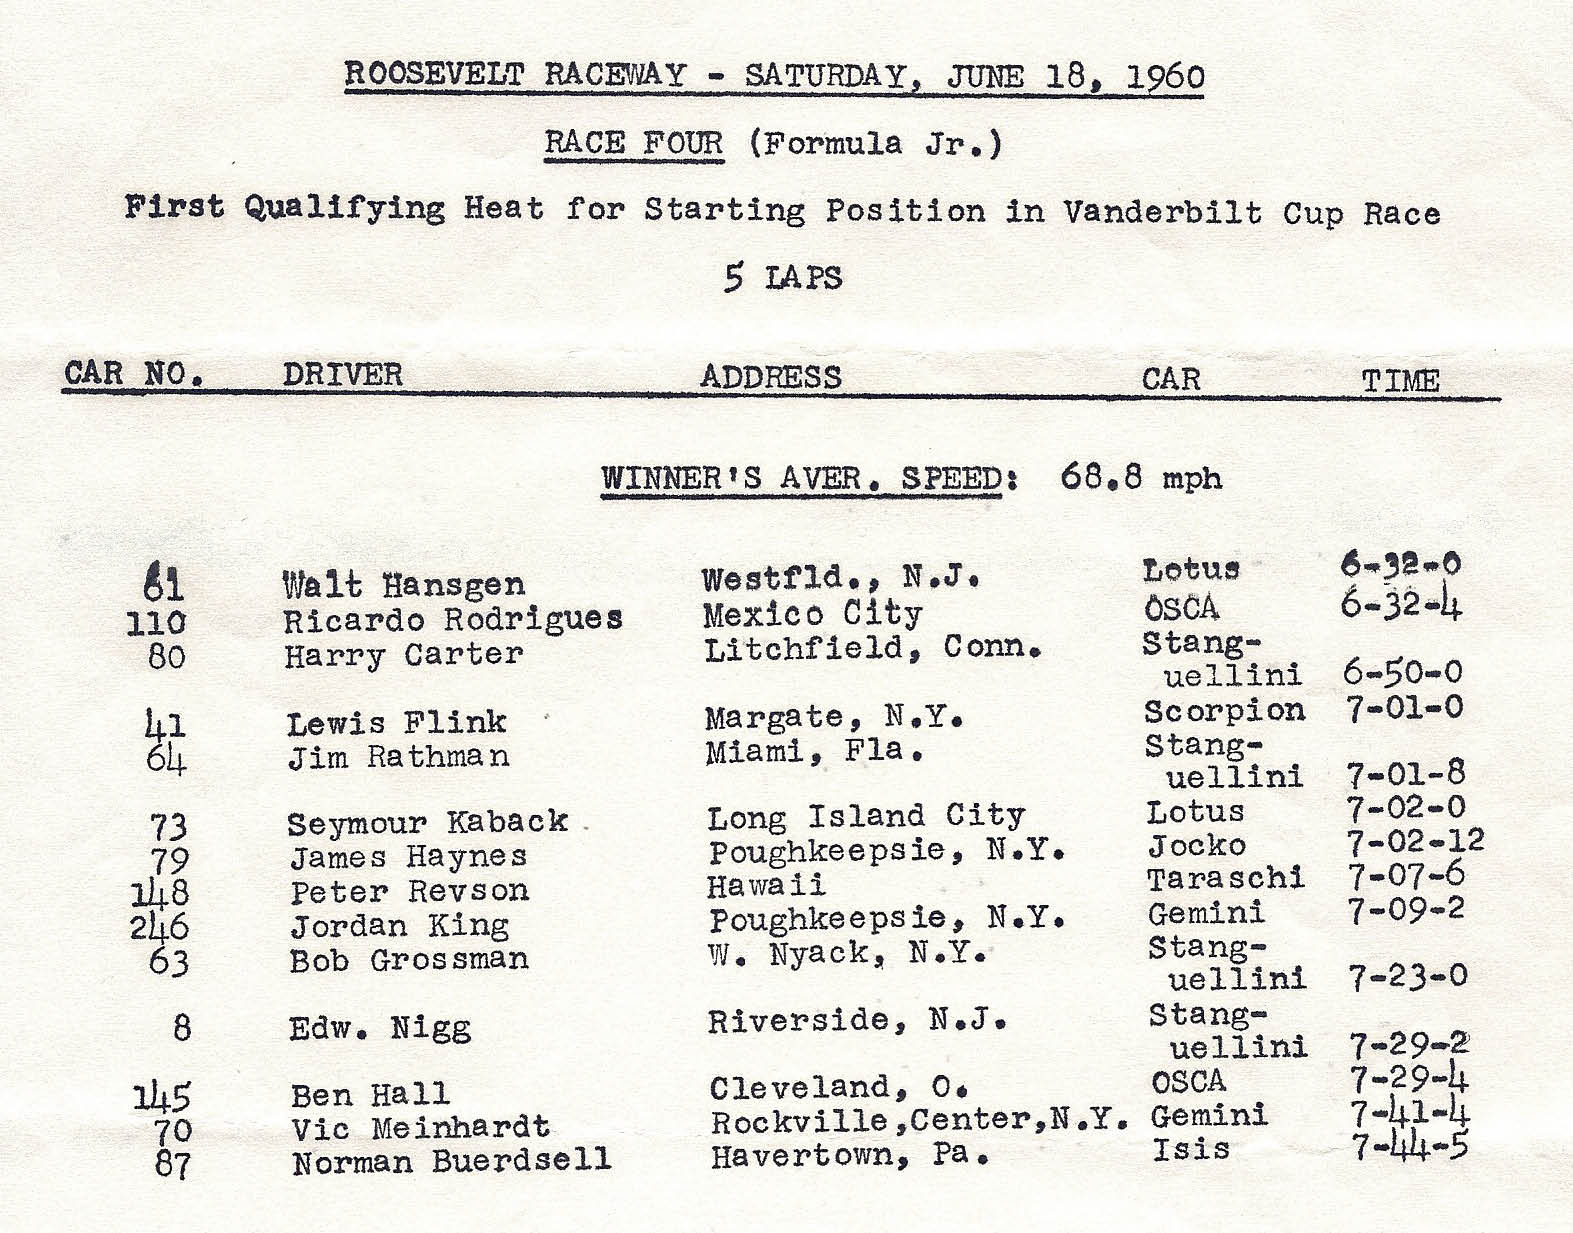 ROOSEVELT RACEWAY - SATURDAY, JUNE 18, 1960
RACE FOUR (Formula Jr.)
First Qualifying Heat for Starting Position in Vanderbilt Cup Race
5 LAPS
CAR NO. DRIVER ADDRESS CAR TIME
WINNER'S AVER. SPEED: 68.8 mph
61 Walt Hansgen Westfld., N.J. Lotus 6-32-0
110 Ricardo Rodrigues Mexico City OSCA 6-32-4
80 Harry Carter Litchfield, Conn. Stang-
uellini 6-50-0
41 Lewis Flink Margate, N.Y. Scorpion 7-01-0
64 Jim Rathman Miami, Fla. Stang-
uellini 7-01-8
73 Seymour Kaback Long Island City Lotus 7-02-0
79 James Haynes Poughkeepsie, N.Y. Jocko 7-02-12
148 Peter Revson Hawaii Taraschi 7-07-6
246 Jordan King Poughkeepsie, N.Y. Gemini 7-09-2
63 Bob Grossman W. Nyack, N.Y. Stang-
uellini 7-23-0
8 Edw. Nigg Riverside, N.J. Stang-
uellini 7-29-2
145 Ben Hall Cleveland, O. OSCA 7-29-4
70 Vic Meinhardt Rockville,Center,N.Y. Gemini 7-41-4
87 Norman Buerdsell Havertown, Pa. Isis 7-44-5